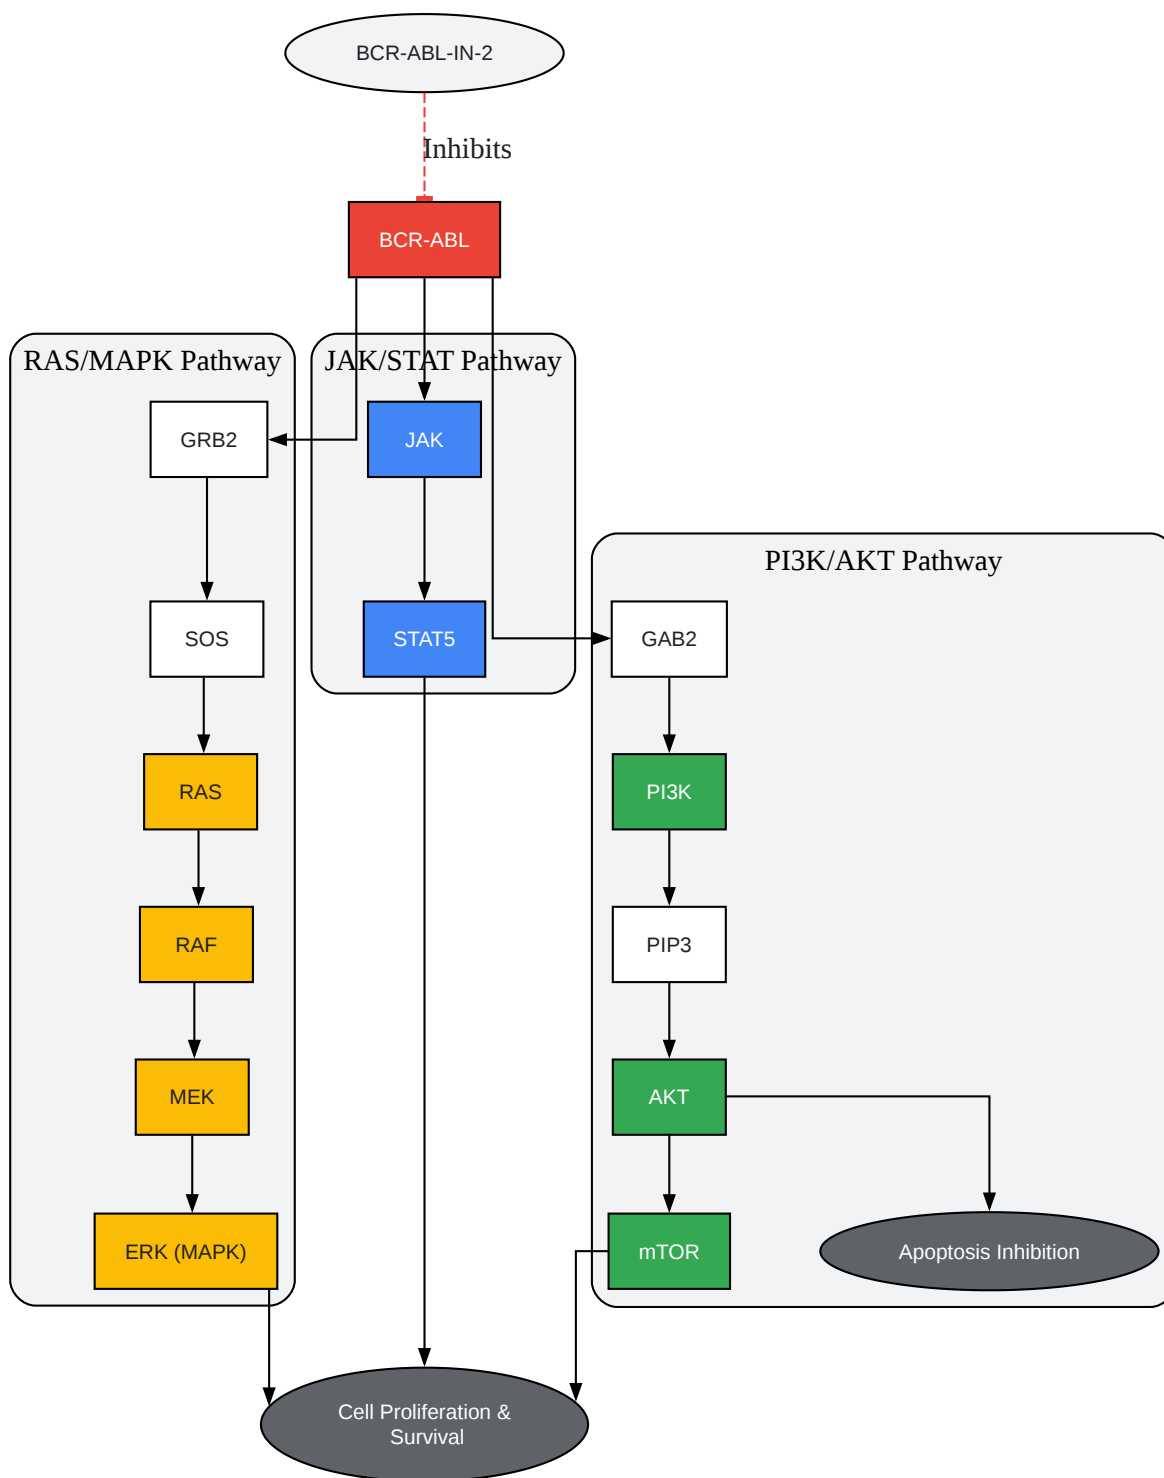 BCR-ABL-IN-2
Inhibits
BCR-ABL
RAS/MAPK Pathway
JAK/STAT Pathway
GRB2
JAK
PI3K/AKT Pathway
SOS
STAT5
GAB2
RAS
PI3K
RAF
PIP3
MEK
AKT
ERK (MAPK)
mTOR
Apoptosis Inhibition
Cell Proliferation &
Survival